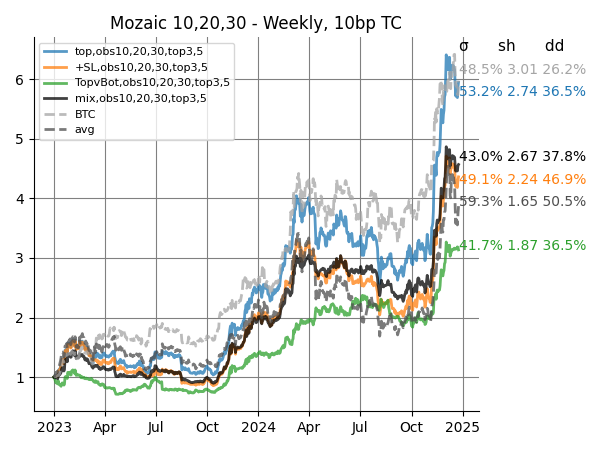 Mozaic 10,20,30 - Weekly, 10bp TC
σ sh dd
top,obs10,20,30,top3,5
+SL,obs10,20,30,top3,5
TopvBot,obs10,20,30,top3,5
mix,obs10,20,30,top3,5
BTC
avg
48.5% 3.01 26.2%
53.2% 2.74 36.5%
43.0% 2.67 37.8%
49.1% 2.24 46.9%
59.3% 1.65 50.5%
41.7% 1.87 36.5%
6
5
4
3
2
1
2023 Apr Jul Oct 2024 Apr Jul Oct 2025